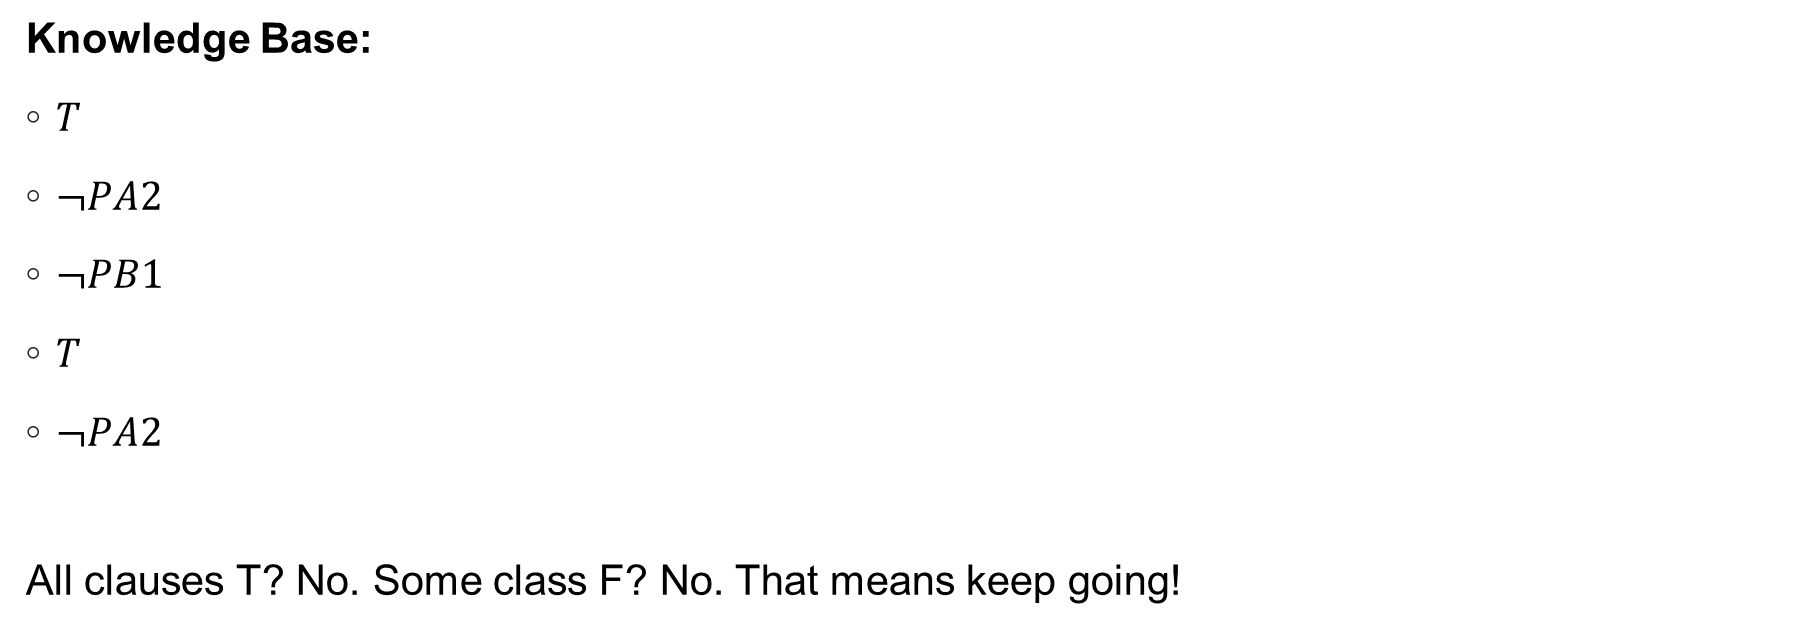 Knowledge Base:
◦ 𝑇
◦ ¬𝑃𝐴2
◦ ¬𝑃𝐵1
◦ 𝑇
◦ ¬𝑃𝐴2
All clauses T? No. Some class F? No. That means keep going!